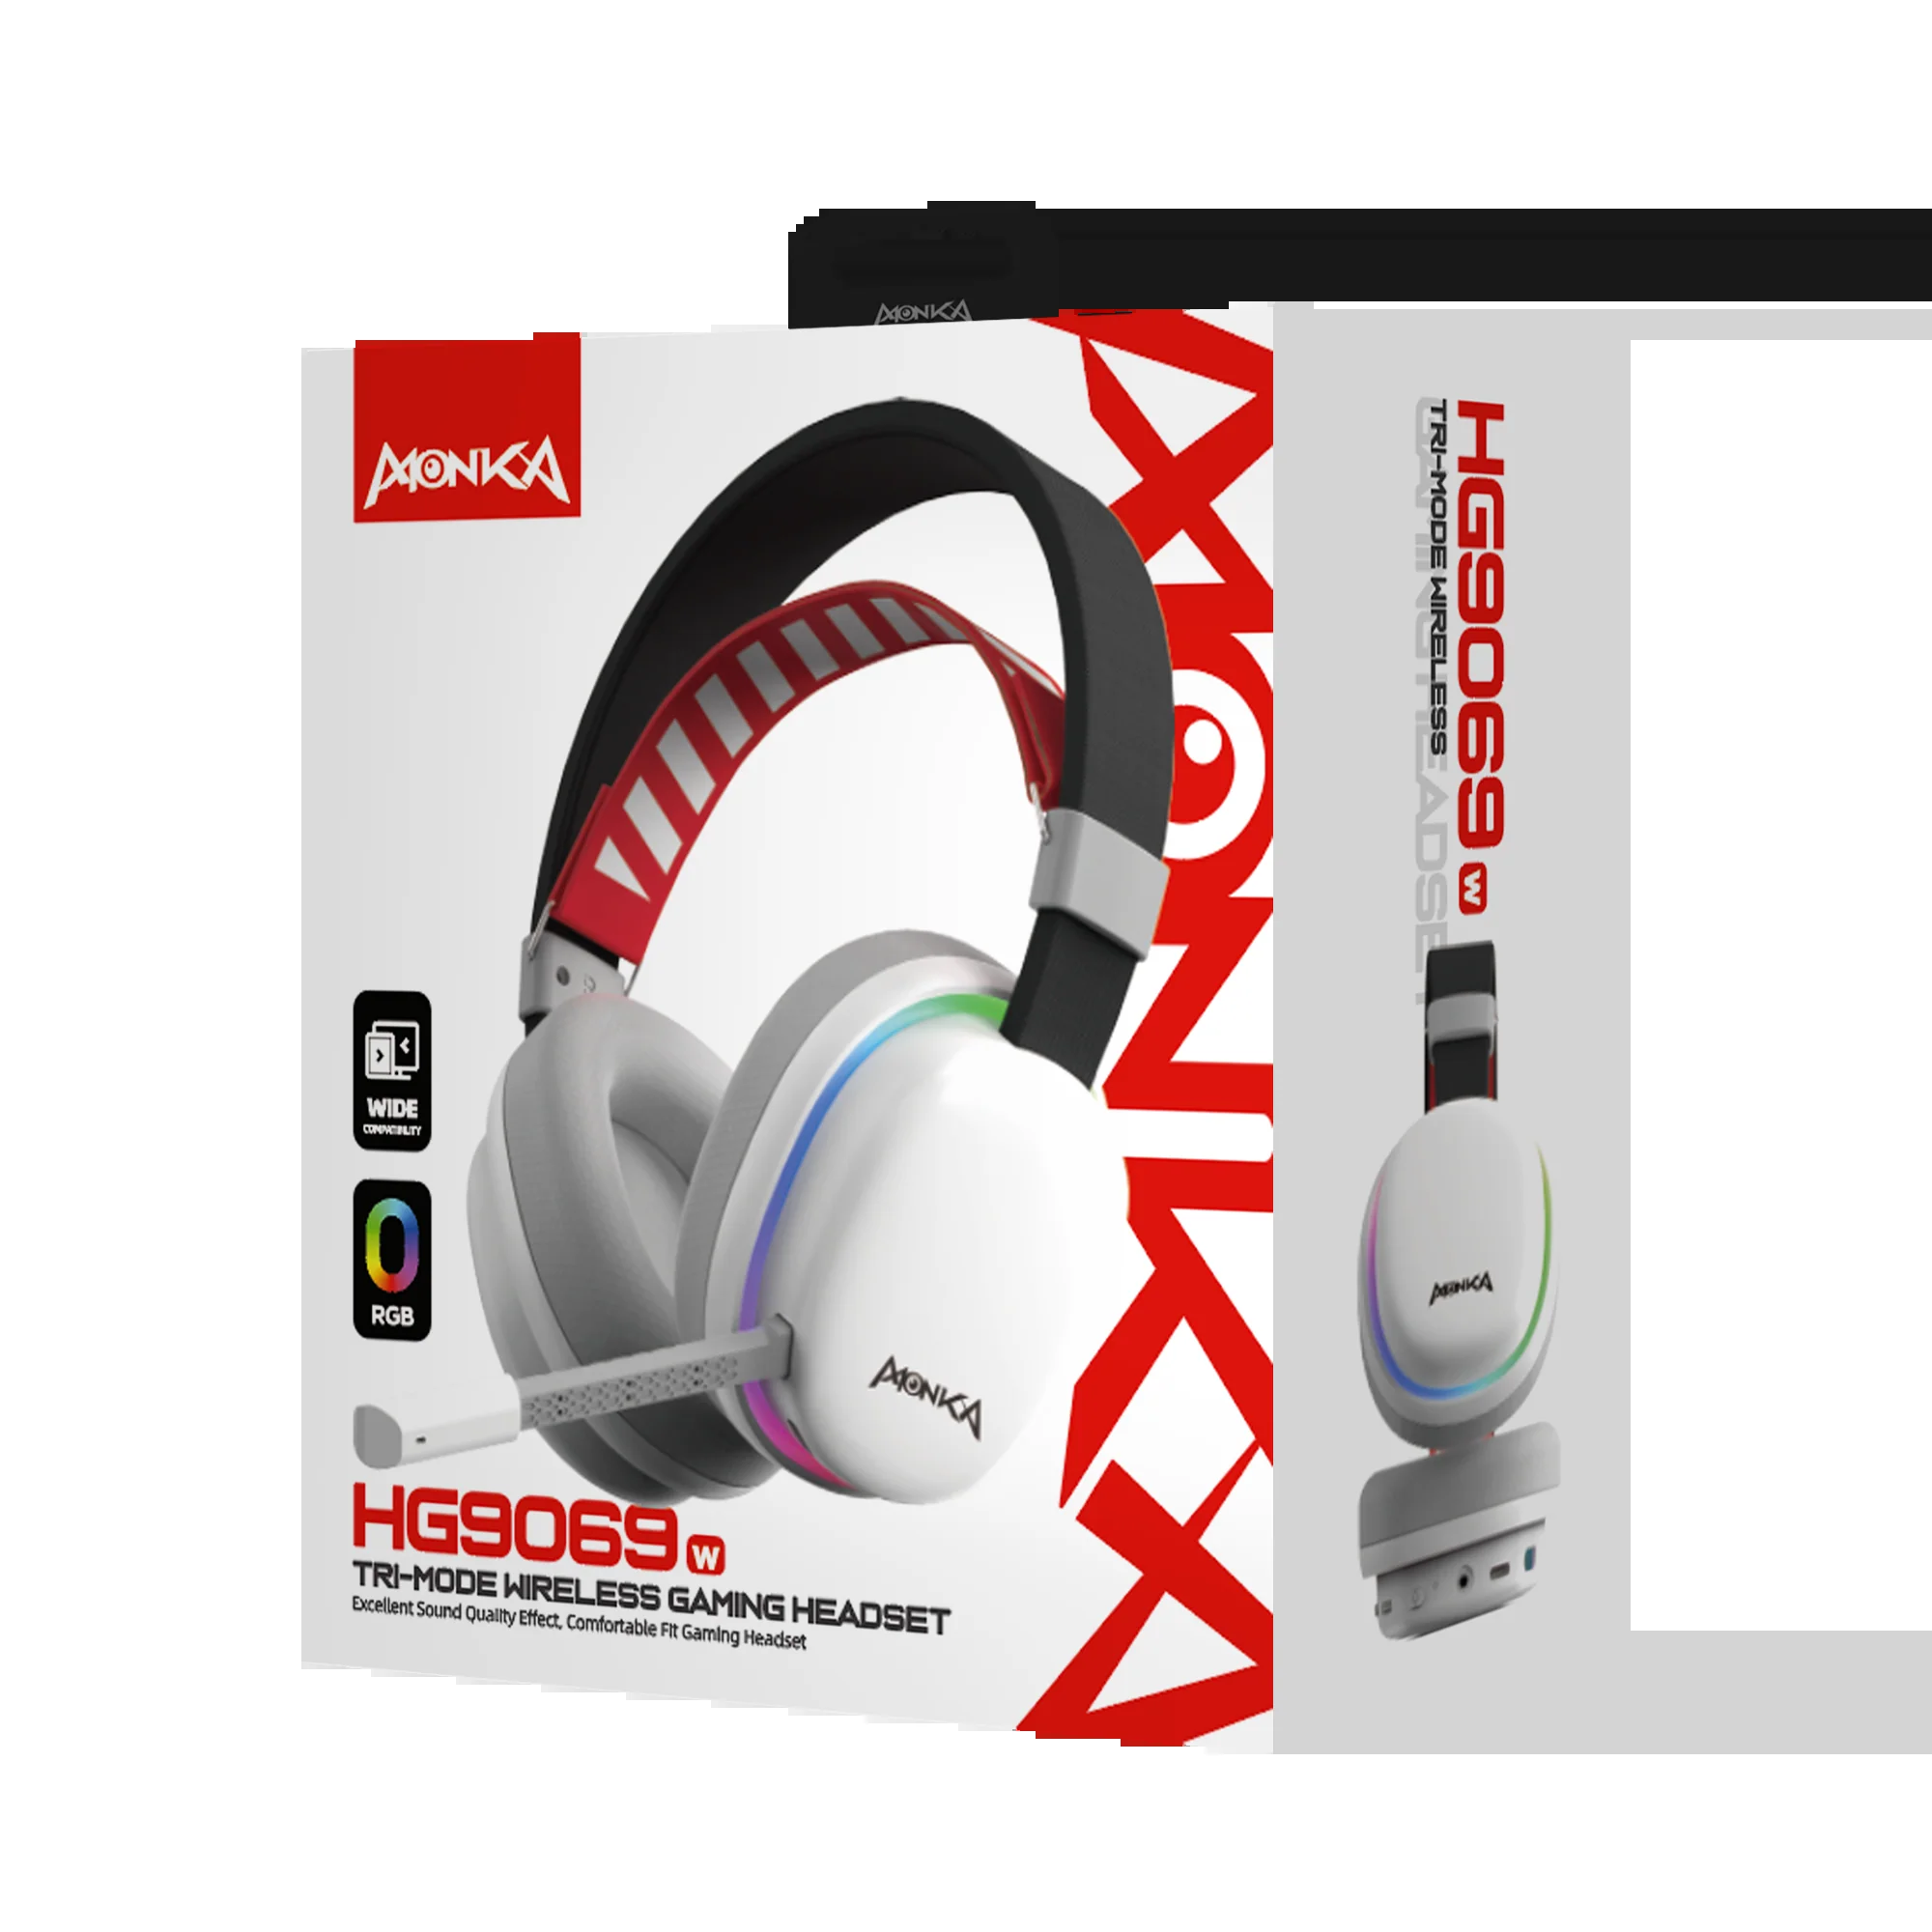 MONKA
MONKA
WIDE
COMPATIBILITY
RGB
MONKA
HG9069 W
TRI-MODE WIRELESS GAMING HEADSET
Excellent Sound Quality Effect, Comfortable Fit Gaming Headset
MONKA
HG9069 W
TRI-MODE WIRELESS
GAMING HEADSET
MONKA